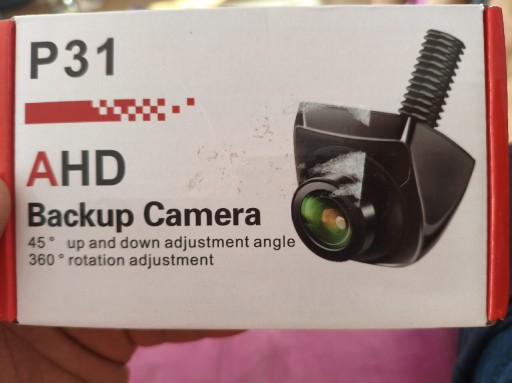 P31
AHD
Backup Camera
45° up and down adjustment angle
360° rotation adjustment